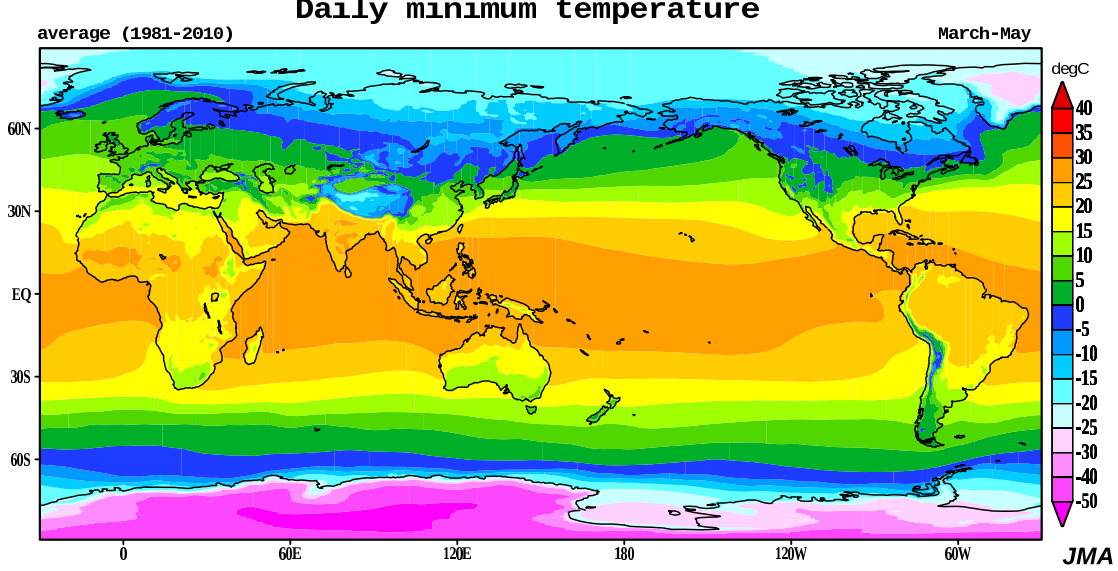 Daily minimum temperature
average (1981-2010) March-May
degC
40
35
30
25
20
15
10
5
0
-5
-10
-15
-20
-25
-30
-40
-50
60N
30N
EQ
30S
60S
0 60E 120E 180 120W 60W
JMA